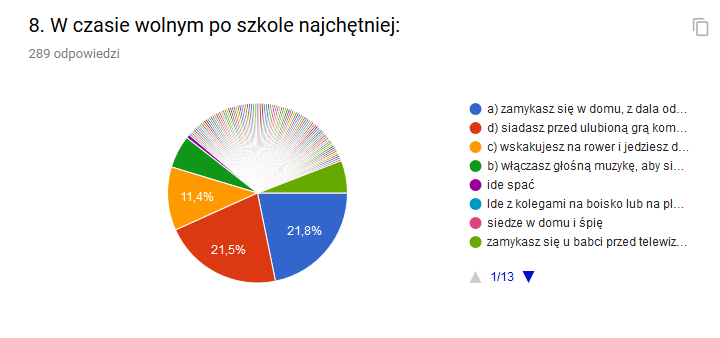 8. W czasie wolnym po szkole najchętniej:
289 odpowiedzi
a) zamykasz się w domu, z dala od...
d) siadasz przed ulubioną grą kom...
c) wskakujesz na rower i jedziesz d...
b) włączasz głośną muzykę, aby si...
ide spać
Ide z kolegami na boisko lub na pl...
siedze w domu i śpię
zamykasz się u babci przed telewiz...
1/13
11,4%
21,8%
21,5%